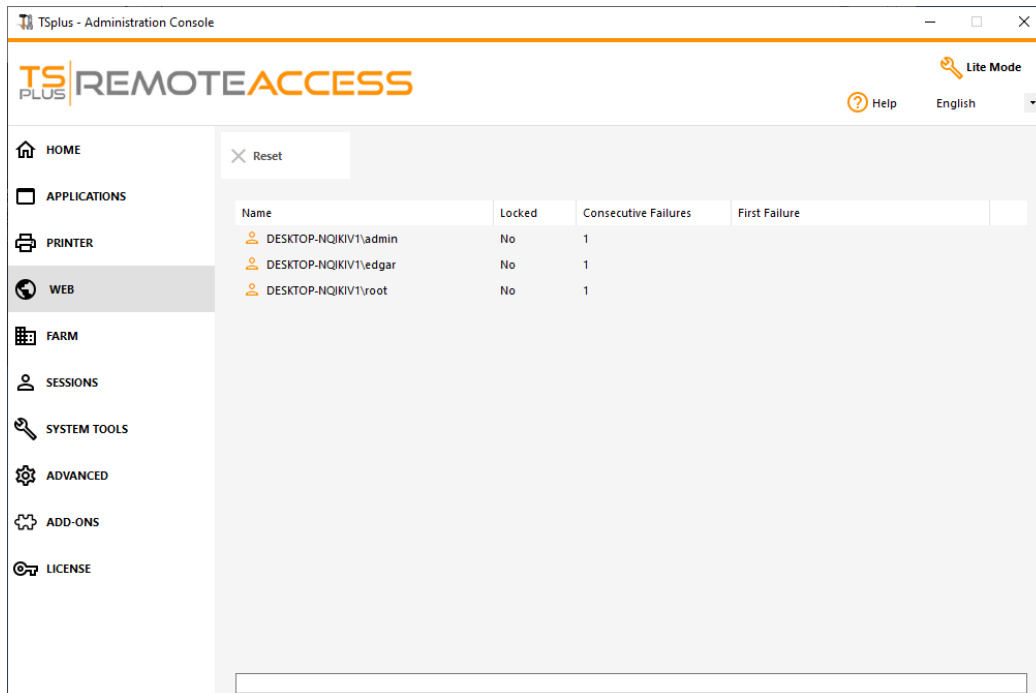 TSplus - Administration Console
TS PLUS REMOTEACCESS
Lite Mode
Help English
HOME
APPLICATIONS
PRINTER
WEB
FARM
SESSIONS
SYSTEM TOOLS
ADVANCED
ADD-ONS
LICENSE
Reset
Name Locked Consecutive Failures First Failure
DESKTOP-NQIKIV1\admin No 1
DESKTOP-NQIKIV1\edgar No 1
DESKTOP-NQIKIV1\root No 1